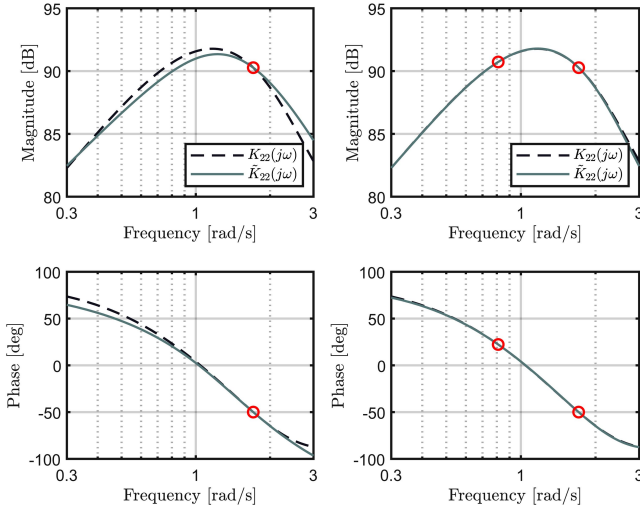 95
90
85
80
Magnitude [dB]
K₂₂(jω)
K̃₂₂(jω)
0.3
1
3
Frequency [rad/s]
95
90
85
80
Magnitude [dB]
K₂₂(jω)
K̃₂₂(jω)
0.3
1
3
Frequency [rad/s]
100
50
0
-50
-100
Phase [deg]
0.3
1
3
Frequency [rad/s]
100
50
0
-50
-100
Phase [deg]
0.3
1
3
Frequency [rad/s]